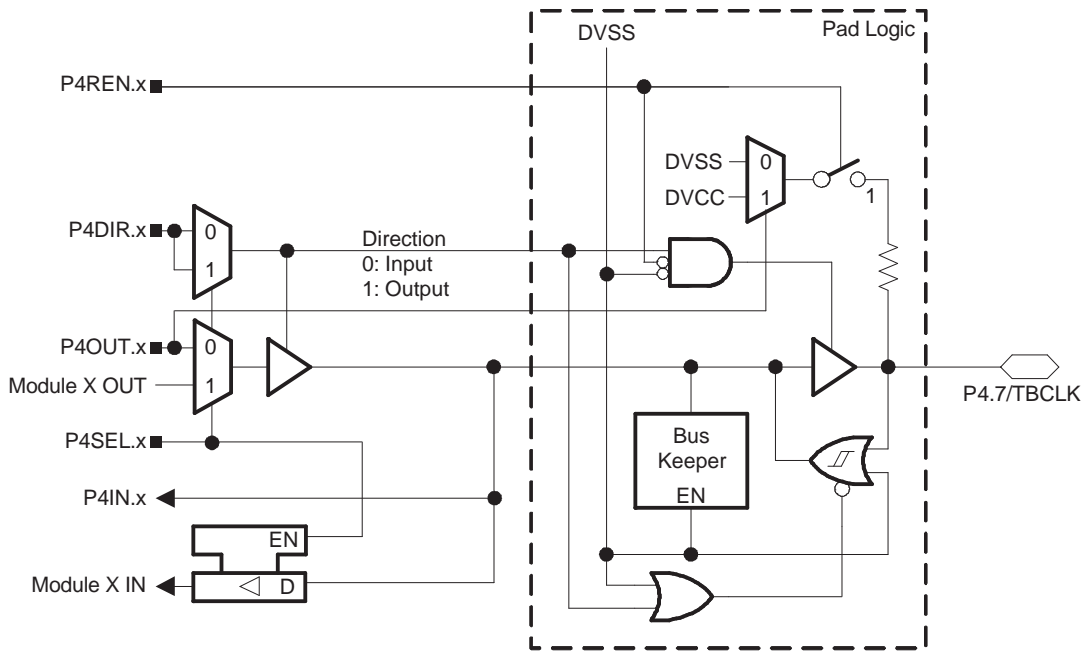 DVSS
Pad Logic
P4REN.x
DVSS
0
DVCC
1
1
P4DIR.x
0
1
Direction
0: Input
1: Output
P4OUT.x
0
Module X OUT
1
P4.7/TBCLK
P4SEL.x
Bus
Keeper
EN
P4IN.x
EN
Module X IN
D